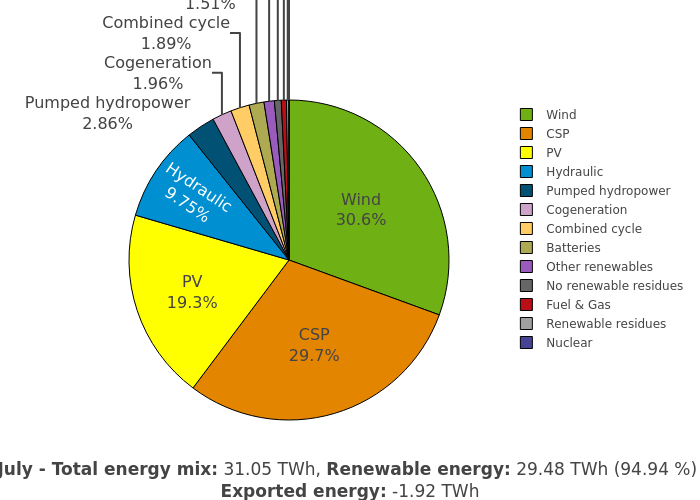 1.51%
Combined cycle
1.89%
Cogeneration
1.96%
Pumped hydropower
2.86%
Hydraulic
9.75%
Wind
30.6%
PV
19.3%
CSP
29.7%
Wind
CSP
PV
Hydraulic
Pumped hydropower
Cogeneration
Combined cycle
Batteries
Other renewables
No renewable residues
Fuel & Gas
Renewable residues
Nuclear
July - Total energy mix: 31.05 TWh, Renewable energy: 29.48 TWh (94.94 %)
Exported energy: -1.92 TWh